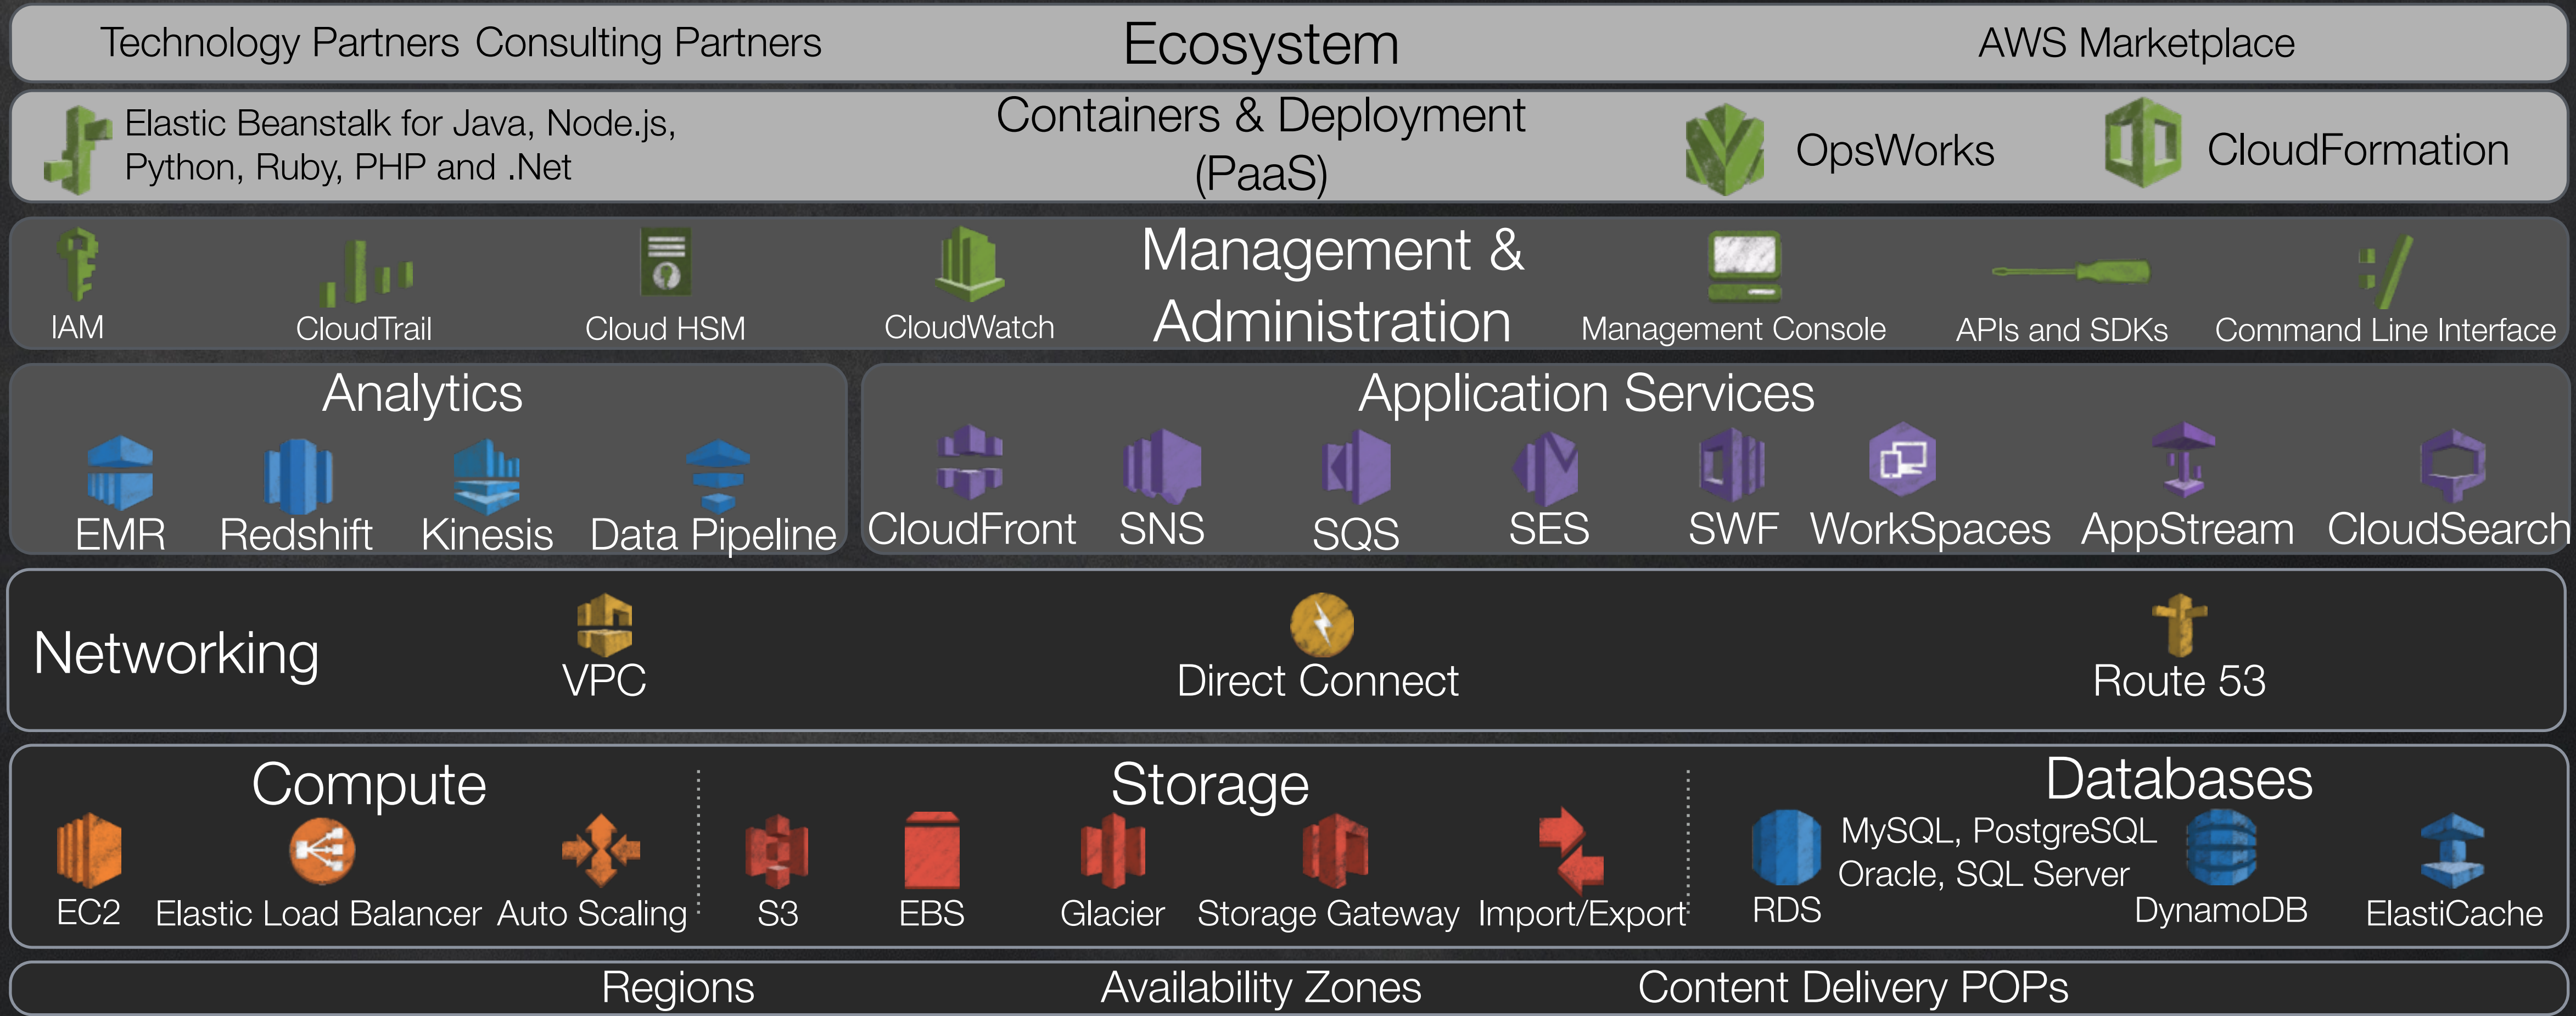 Technology Partners Consulting Partners
Ecosystem
AWS Marketplace
Elastic Beanstalk for Java, Node.js,
Python, Ruby, PHP and .Net
Containers & Deployment
(PaaS)
OpsWorks
CloudFormation
IAM
CloudTrail
Cloud HSM
CloudWatch
Management &
Administration
Management Console
APIs and SDKs
Command Line Interface
Analytics
EMR
Redshift
Kinesis
Data Pipeline
Application Services
CloudFront
SNS
SQS
SES
SWF
WorkSpaces
AppStream
CloudSearch
Networking
VPC
Direct Connect
Route 53
Compute
EC2
Elastic Load Balancer
Auto Scaling
Storage
S3
EBS
Glacier
Storage Gateway
Import/Export
Databases
RDS
MySQL, PostgreSQL
Oracle, SQL Server
DynamoDB
ElastiCache
Regions
Availability Zones
Content Delivery POPs